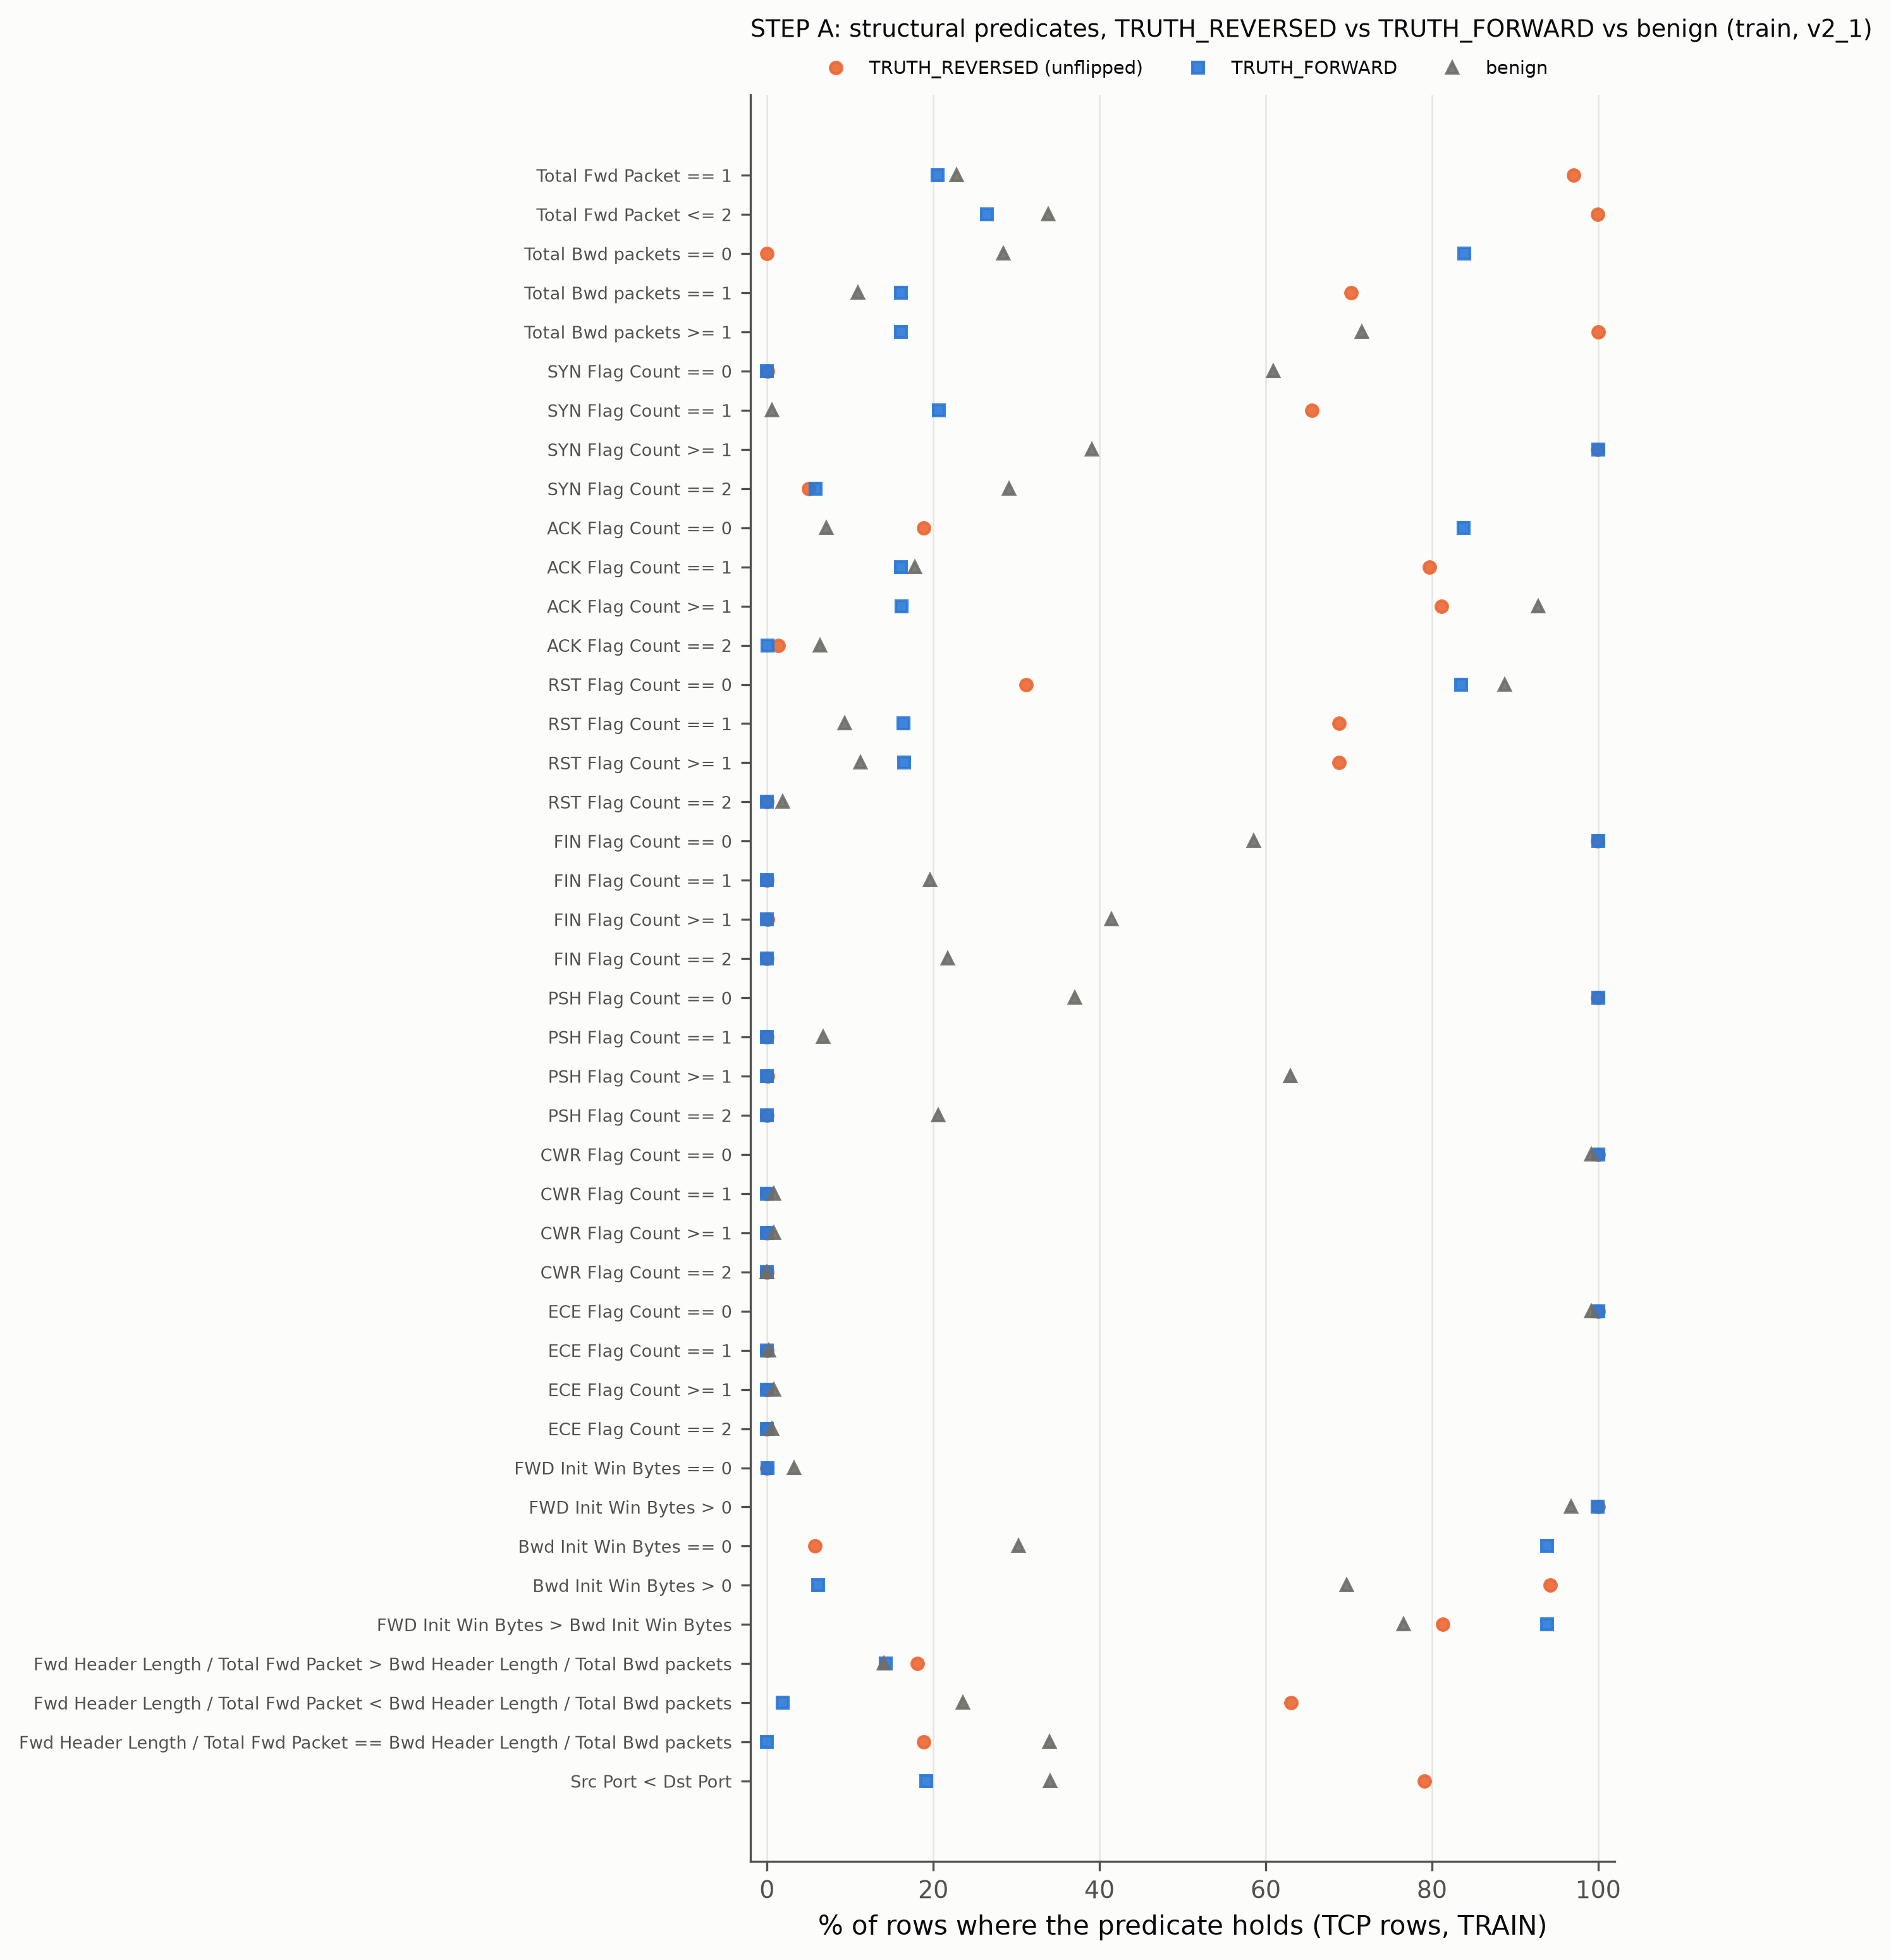 STEP A: structural predicates, TRUTH_REVERSED vs TRUTH_FORWARD vs benign (train, v2_1)
TRUTH_REVERSED (unflipped) TRUTH_FORWARD benign
Total Fwd Packet == 1
Total Fwd Packet <= 2
Total Bwd packets == 0
Total Bwd packets == 1
Total Bwd packets >= 1
SYN Flag Count == 0
SYN Flag Count == 1
SYN Flag Count >= 1
SYN Flag Count == 2
ACK Flag Count == 0
ACK Flag Count == 1
ACK Flag Count >= 1
ACK Flag Count == 2
RST Flag Count == 0
RST Flag Count == 1
RST Flag Count >= 1
RST Flag Count == 2
FIN Flag Count == 0
FIN Flag Count == 1
FIN Flag Count >= 1
FIN Flag Count == 2
PSH Flag Count == 0
PSH Flag Count == 1
PSH Flag Count >= 1
PSH Flag Count == 2
CWR Flag Count == 0
CWR Flag Count == 1
CWR Flag Count >= 1
CWR Flag Count == 2
ECE Flag Count == 0
ECE Flag Count == 1
ECE Flag Count >= 1
ECE Flag Count == 2
FWD Init Win Bytes == 0
FWD Init Win Bytes > 0
Bwd Init Win Bytes == 0
Bwd Init Win Bytes > 0
FWD Init Win Bytes > Bwd Init Win Bytes
Fwd Header Length / Total Fwd Packet > Bwd Header Length / Total Bwd packets
Fwd Header Length / Total Fwd Packet < Bwd Header Length / Total Bwd packets
Fwd Header Length / Total Fwd Packet == Bwd Header Length / Total Bwd packets
Src Port < Dst Port
0 20 40 60 80 100
% of rows where the predicate holds (TCP rows, TRAIN)